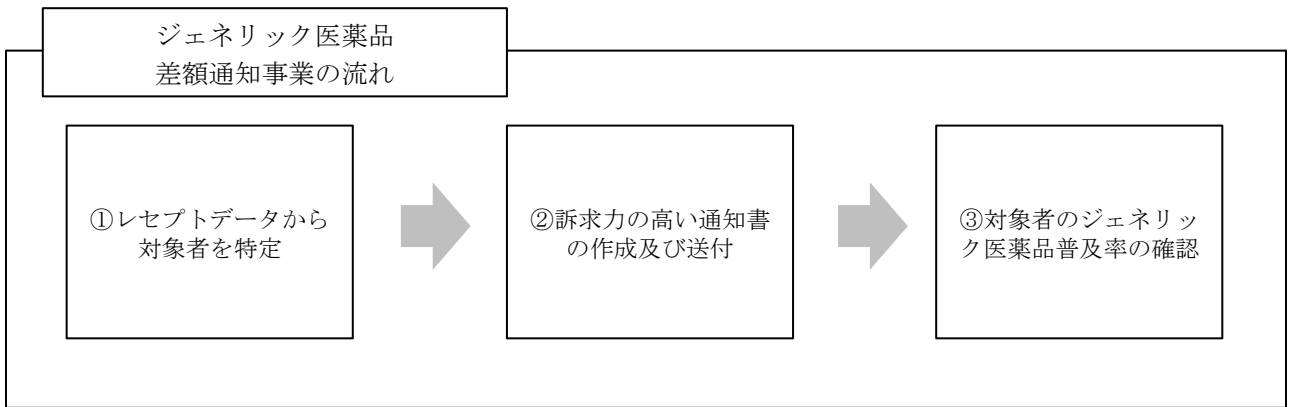 ジェネリック医薬品
差額通知事業の流れ
①レセプトデータから
対象者を特定
②訴求力の高い通知書
の作成及び送付
③対象者のジェネリッ
ク医薬品普及率の確認